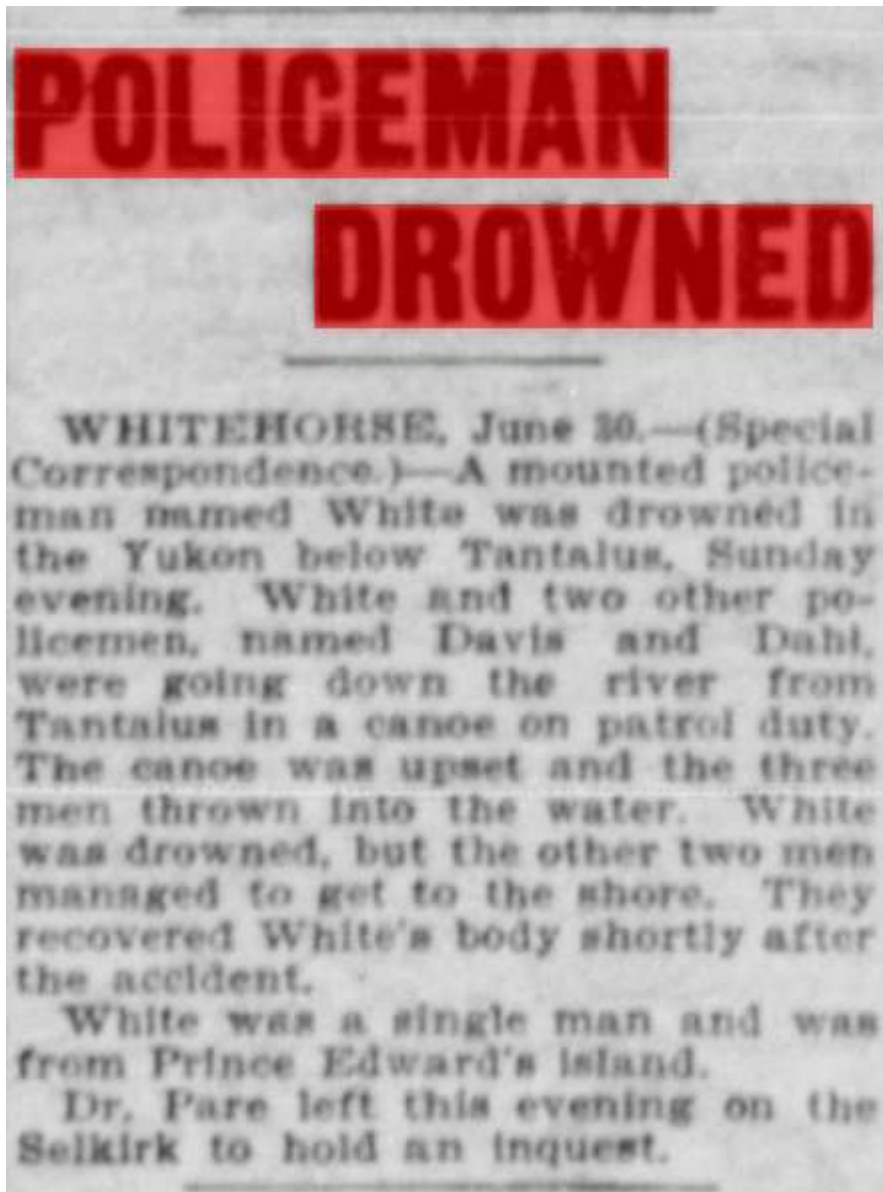 POLICEMAN
DROWNED
WHITEHORSE, June 30.—(Special
Correspondence.)—A mounted police-
man named White was drowned in
the Yukon below Tantalus, Sunday
evening. White and two other po-
licemen, named Davis and Dahl,
were going down the river from
Tantalus in a canoe on patrol duty.
The canoe was upset and the three
men thrown into the water. White
was drowned, but the other two men
managed to get to the shore. They
recovered White's body shortly after
the accident.
White was a single man and was
from Prince Edward's island.
Dr. Pare left this evening on the
Selkirk to hold an inquest.